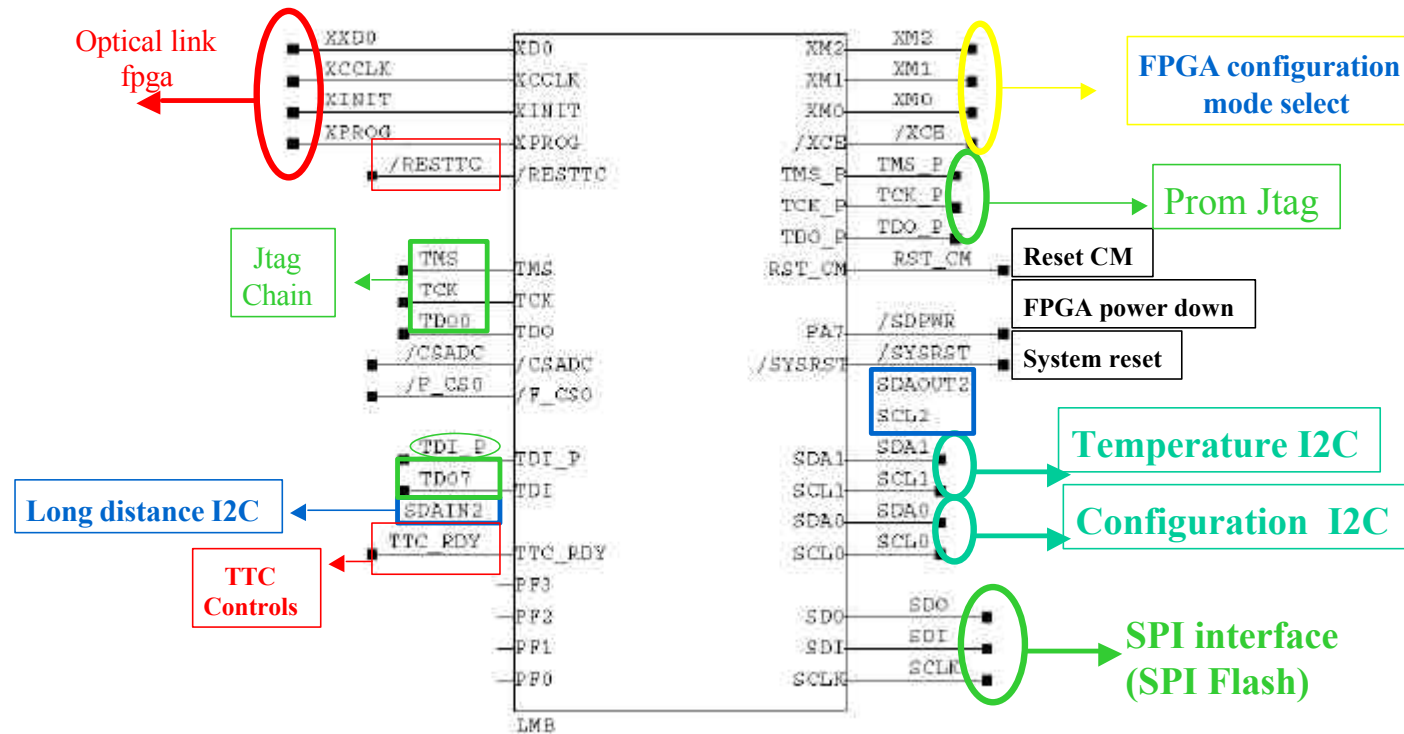 Optical link
fpga
XXD0
XCCLK
XINIT
XPROG
/RESTTC
XD0
XCCLK
XINIT
XPROG
/RESTTC
Jtag
Chain
TMS
TCK
TDO0
/CSADC
/F_CS0
TMS
TCK
TDO
/CSADC
/F_CS0
TDI_P
TDO7
SDAIN2
TTC_RDY
Long distance I2C
TTC
Controls
TDI_P
TDI
TTC_RDY
PF3
PF2
PF1
PF0
LMB
XM2
XM1
XM0
/XCE
TMS_P
TCK_P
TDO_P
RST_CM
PA7
/SYSRST
SDA1
SCL1
SDA0
SCL0
SDO
SDI
SCLK
XM2
XM1
XM0
/XCE
TMS_P
TCK_P
TDO_P
RST_CM
/SDPWR
/SYSRST
SDAOUT2
SCL2
SDA1
SCL1
SDA0
SCL0
SDO
SDI
SCLK
FPGA configuration
mode select
Prom Jtag
Reset CM
FPGA power down
System reset
Temperature I2C
Configuration I2C
SPI interface
(SPI Flash)